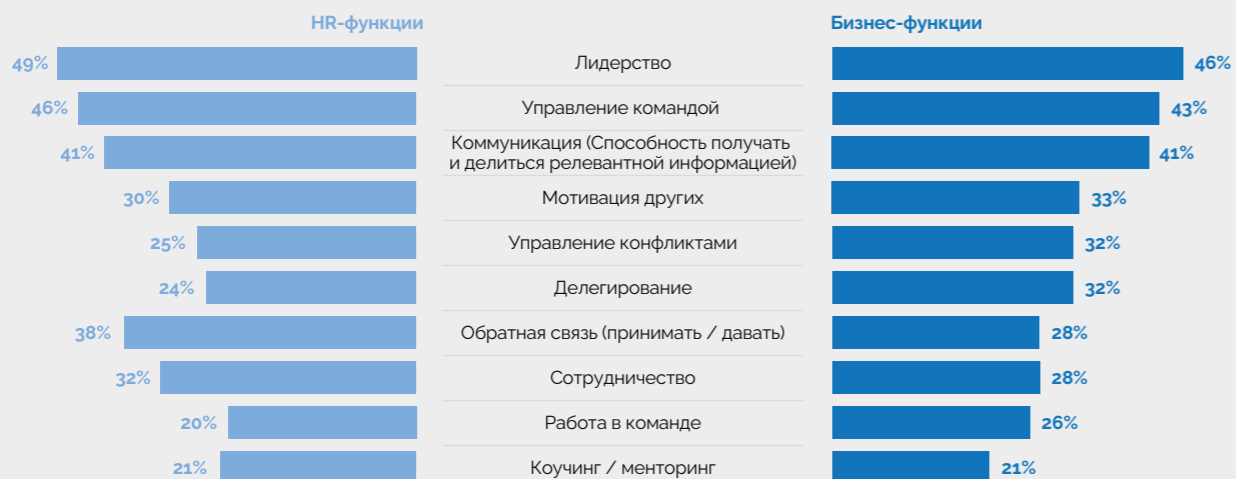 HR-функции Бизнес-функции
49% Лидерство 46%
46% Управление командой 43%
41% Коммуникация (Способность получать
и делиться релевантной информацией) 41%
30% Мотивация других 33%
25% Управление конфликтами 32%
24% Делегирование 32%
38% Обратная связь (принимать / давать) 28%
32% Сотрудничество 28%
20% Работа в команде 26%
21% Коучинг / менторинг 21%